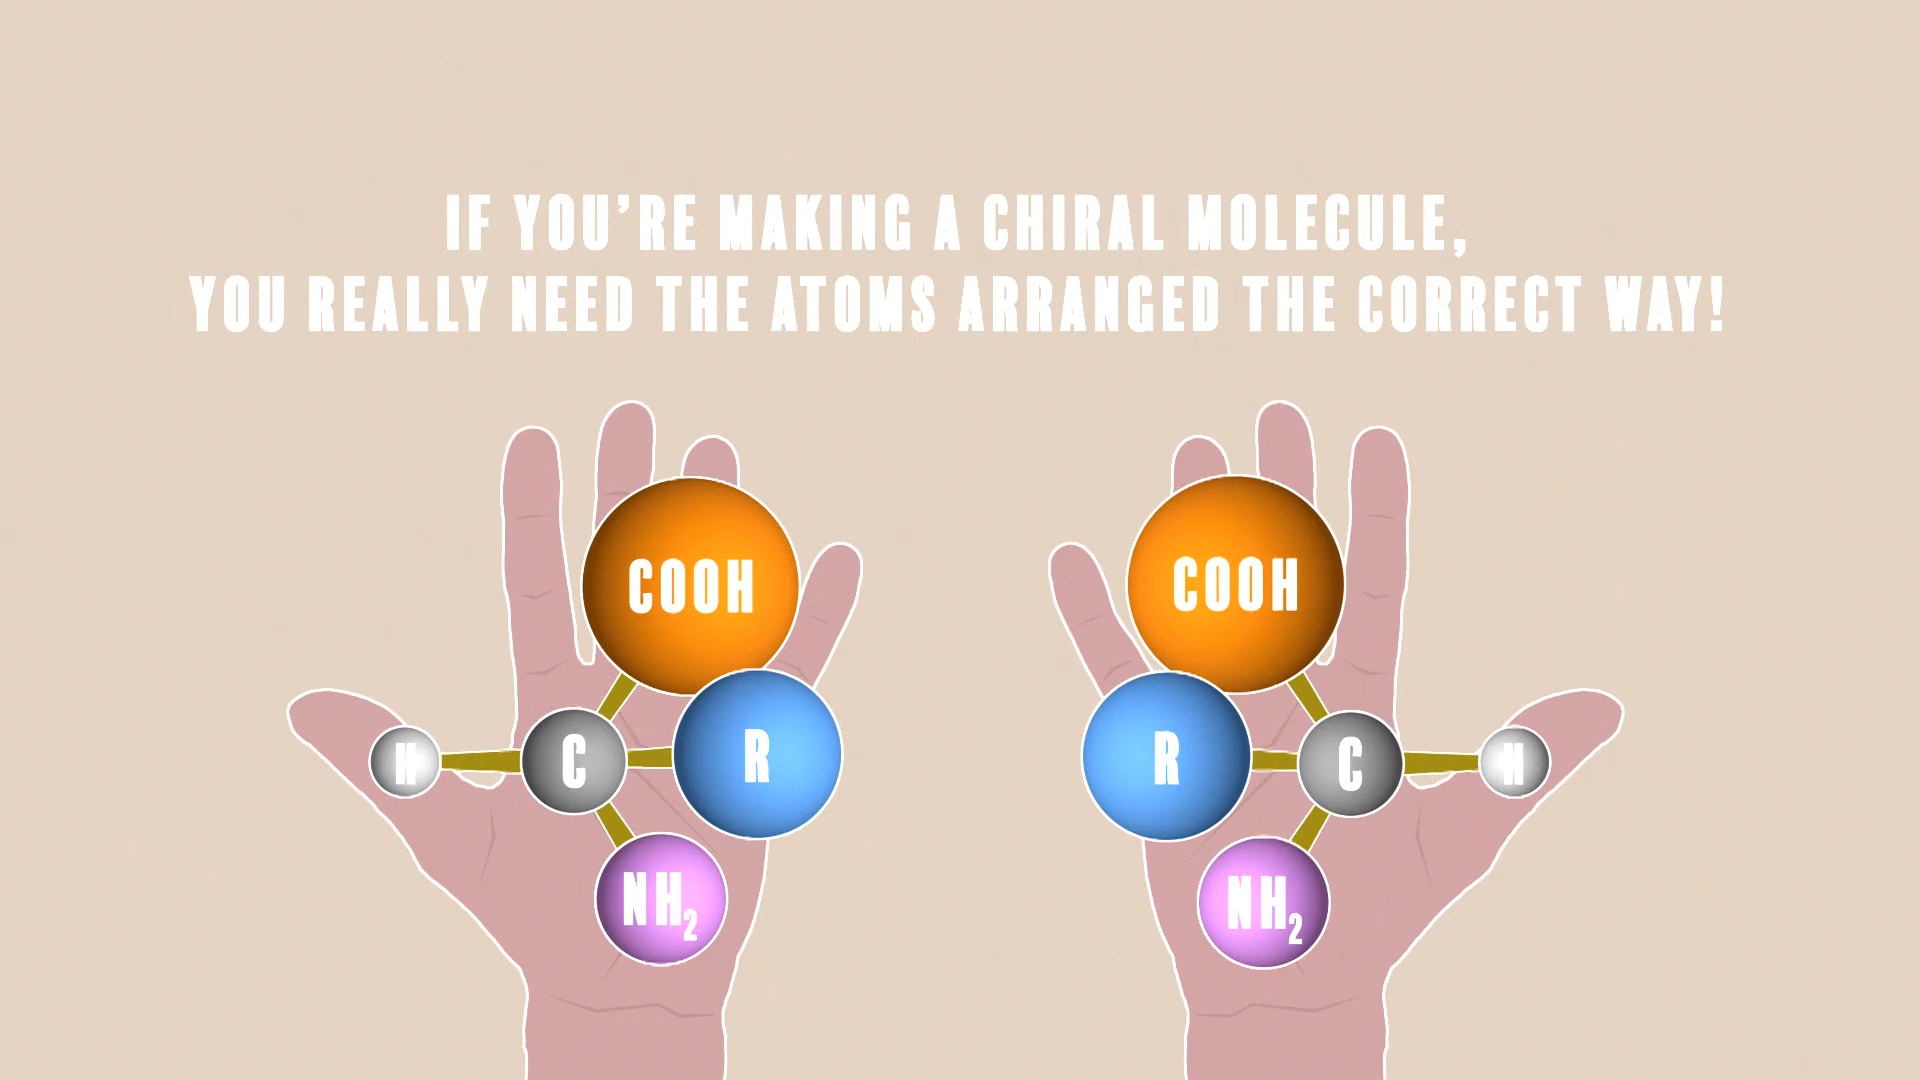 IF YOU'RE MAKING A CHIRAL MOLECULE,
YOU REALLY NEED THE ATOMS ARRANGED THE CORRECT WAY!
COOH
COOH
H
C
R
R
C
H
NH₂
NH₂